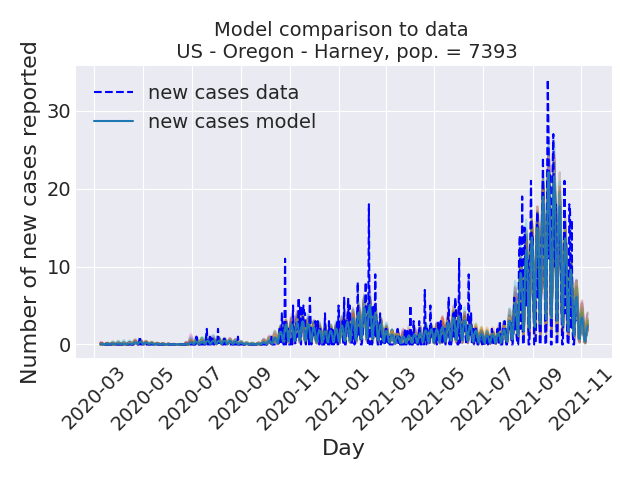 Model comparison to data
US - Oregon - Harney, pop. = 7393
Number of new cases reported
new cases data
new cases model
30
20
10
0
2020-03
2020-05
2020-07
2020-09
2020-11
2021-01
2021-03
2021-05
2021-07
2021-09
2021-11
Day